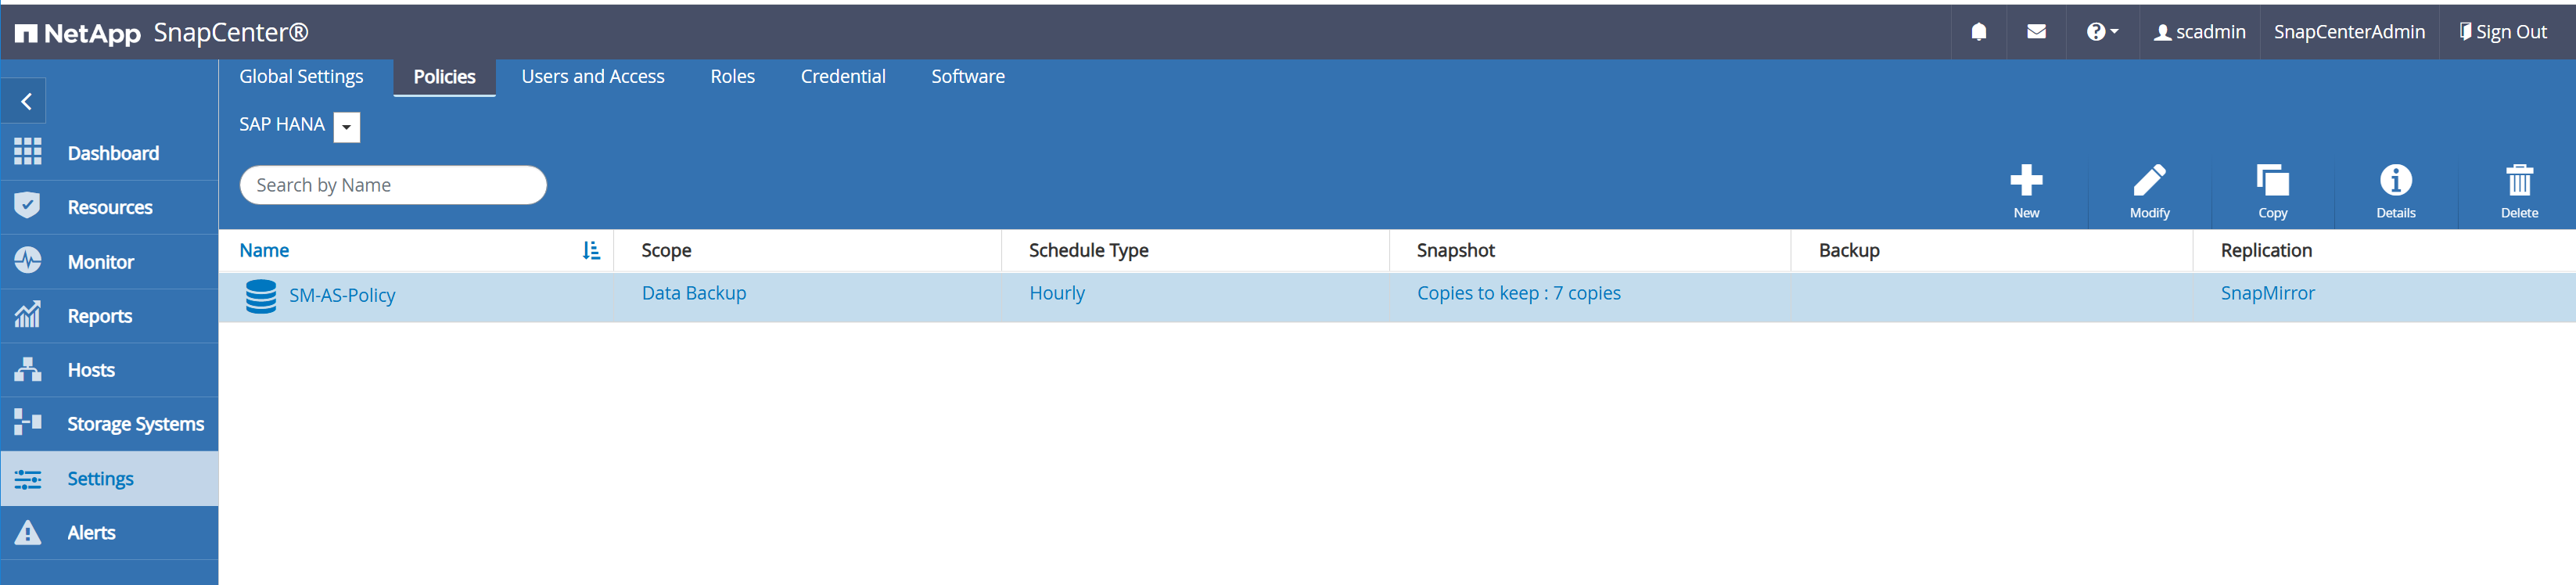 NetApp SnapCenter®
scadmin SnapCenterAdmin Sign Out
Global Settings Policies Users and Access Roles Credential Software
SAP HANA
Search by Name
New Modify Copy Details Delete
Dashboard
Resources
Monitor
Reports
Hosts
Storage Systems
Settings
Alerts
Name Scope Schedule Type Snapshot Backup Replication
SM-AS-Policy Data Backup Hourly Copies to keep : 7 copies SnapMirror